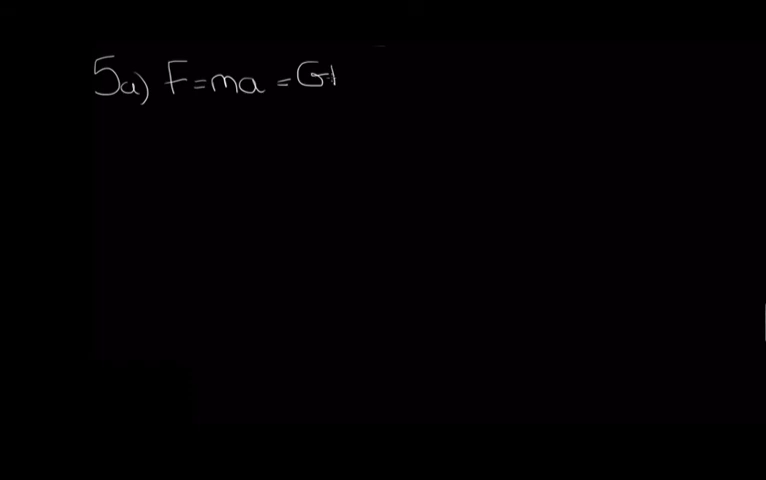 5a) F = ma = G